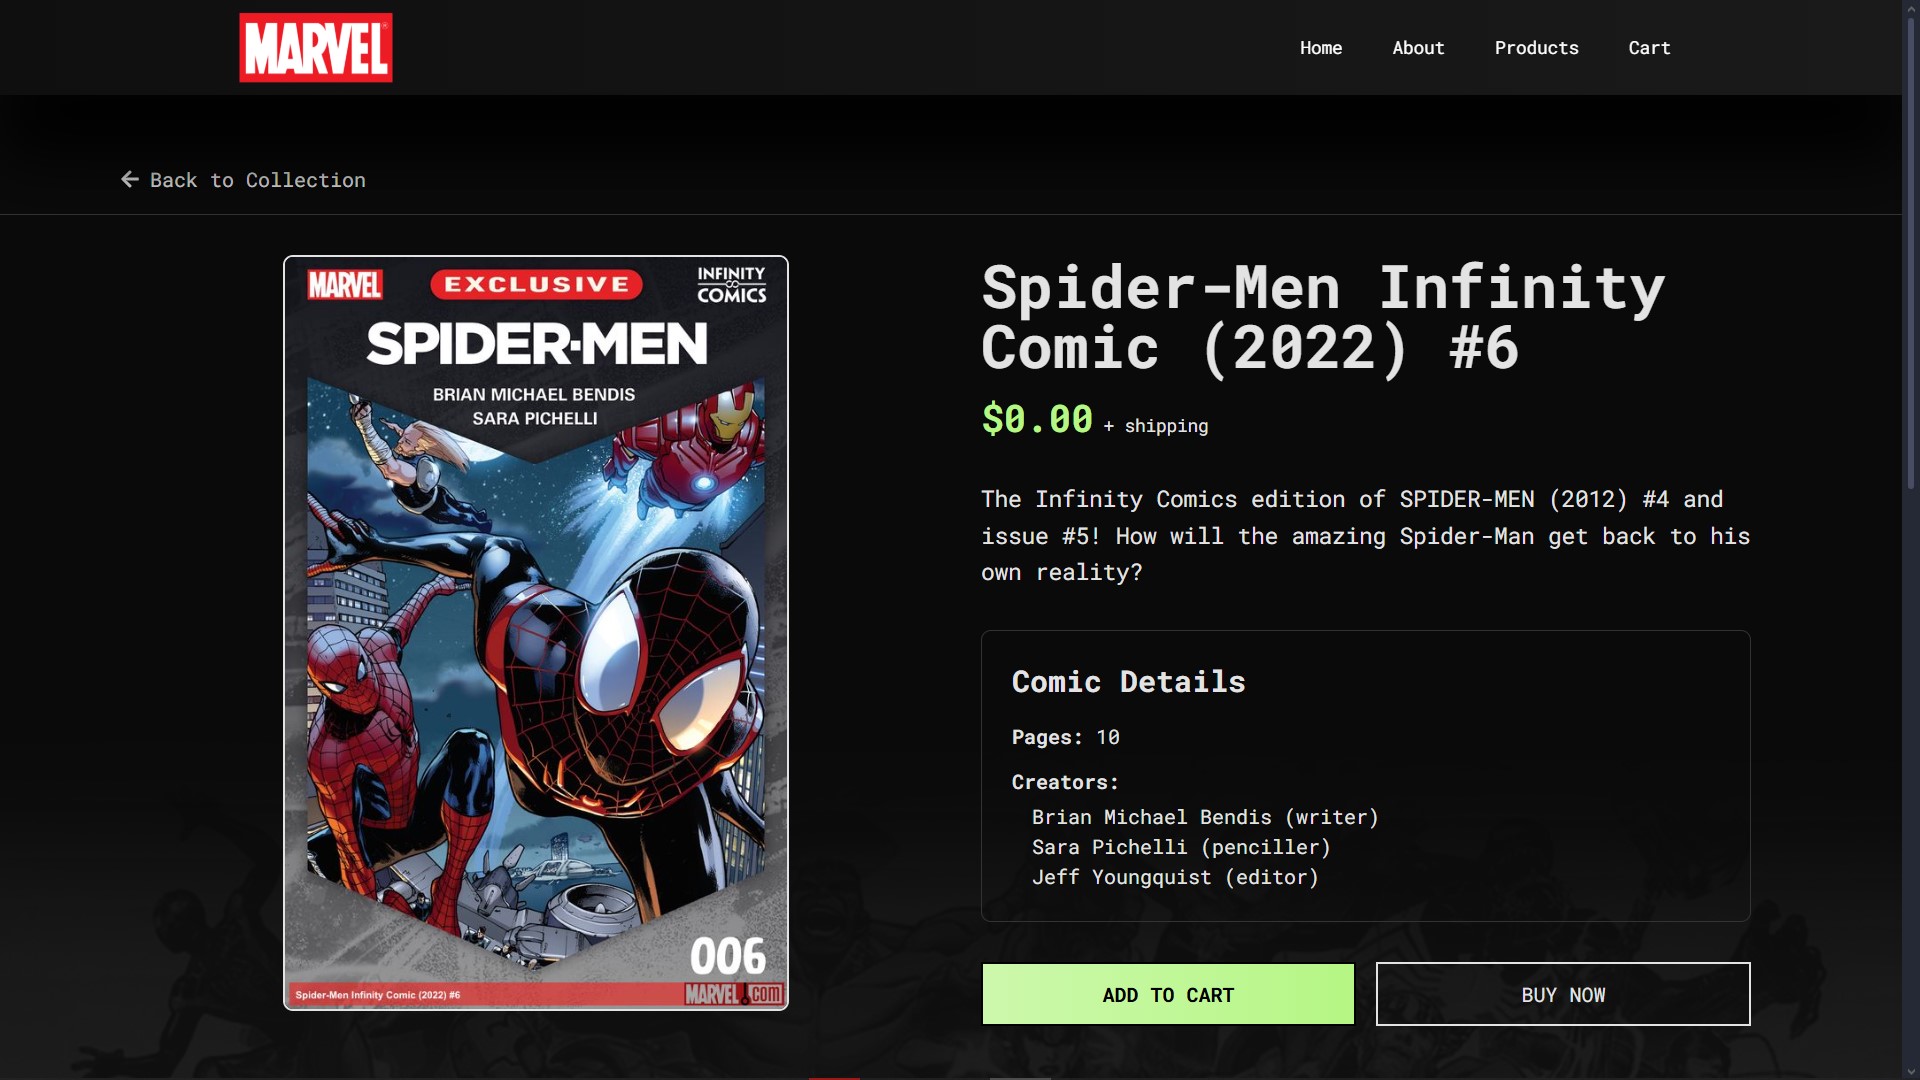 MARVEL
Home
About
Products
Cart
Back to Collection
MARVEL
EXCLUSIVE
INFINITY
COMICS
SPIDER-MEN
BRIAN MICHAEL BENDIS
SARA PICHELLI
006
Spider-Men Infinity Comic (2022) #6
MARVEL.COM
Spider-Men Infinity
Comic (2022) #6
$0.00 + shipping
The Infinity Comics edition of SPIDER-MEN (2012) #4 and
issue #5! How will the amazing Spider-Man get back to his
own reality?
Comic Details
Pages: 10
Creators:
Brian Michael Bendis (writer)
Sara Pichelli (penciller)
Jeff Youngquist (editor)
ADD TO CART
BUY NOW